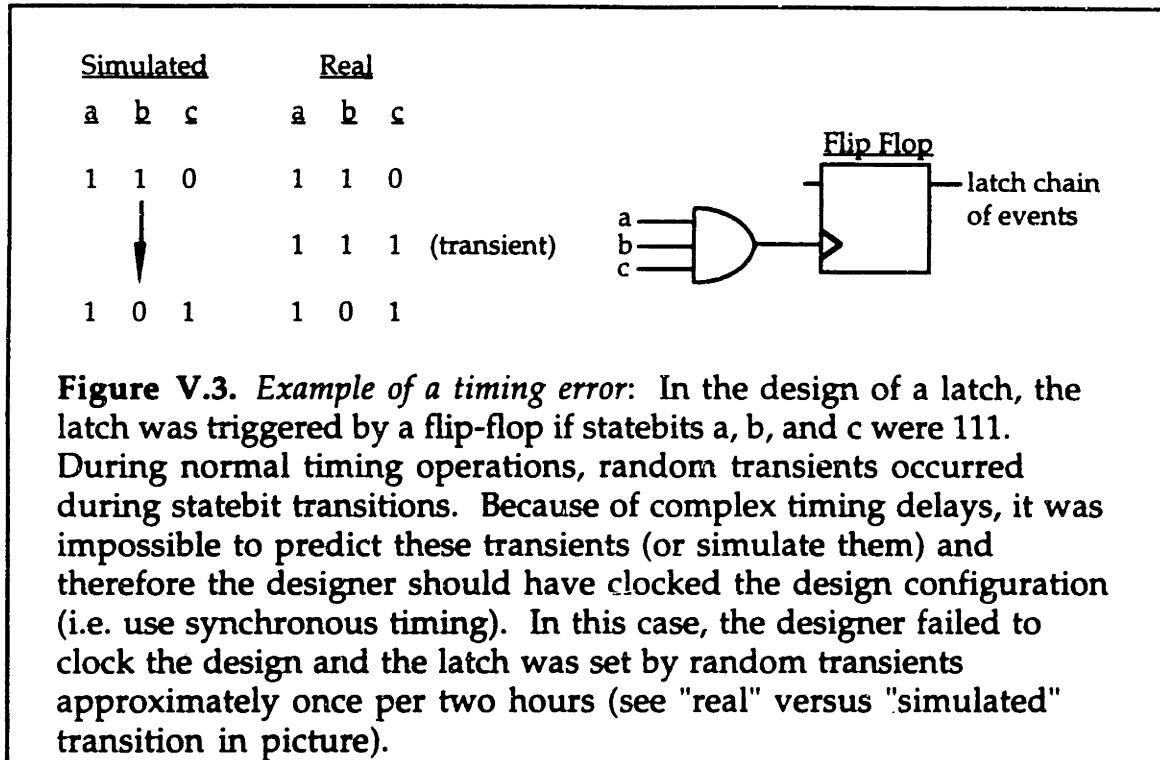 Simulated Real
a b c a b c
Flip Flop
1 1 0 1 1 0
latch chain
of events
a
b
c
1 1 1 (transient)
1 0 1 1 0 1
Figure V.3. Example of a timing error: In the design of a latch, the
latch was triggered by a flip-flop if statebits a, b, and c were 111.
During normal timing operations, random transients occurred
during statebit transitions. Because of complex timing delays, it was
impossible to predict these transients (or simulate them) and
therefore the designer should have clocked the design configuration
(i.e. use synchronous timing). In this case, the designer failed to
clock the design and the latch was set by random transients
approximately once per two hours (see "real" versus "simulated"
transition in picture).